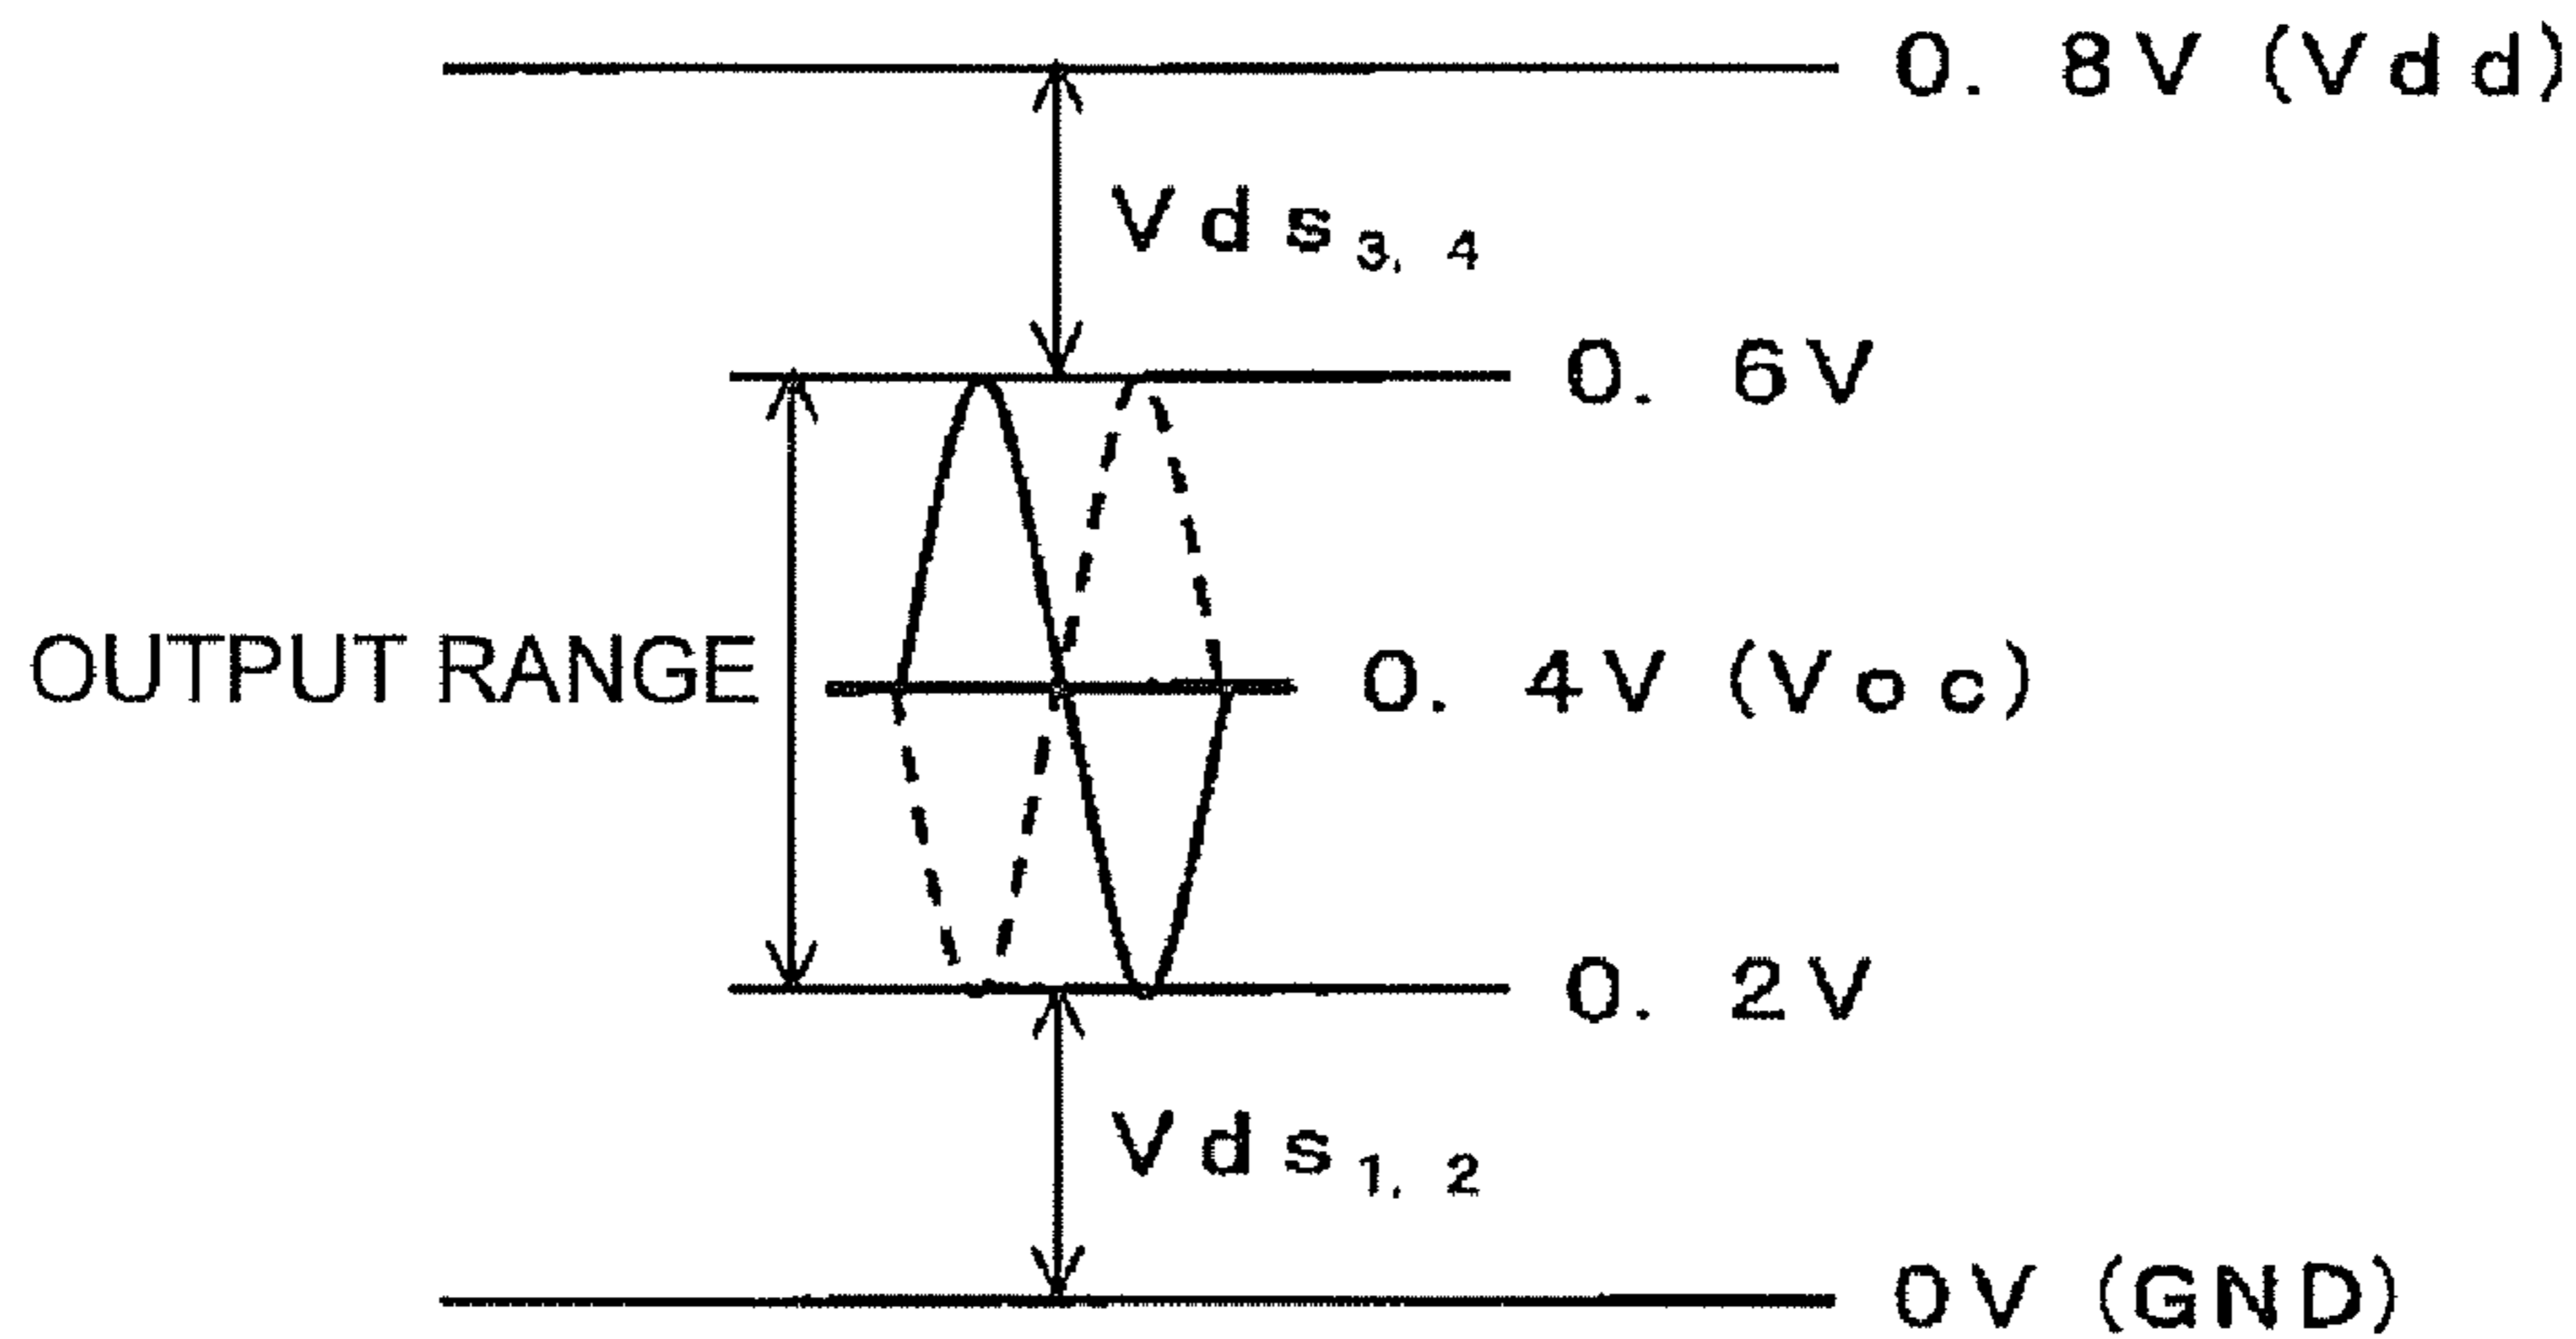 0. 8V (Vdd)
Vds3, 4
0. 6V
OUTPUT RANGE
0. 4V (Voc)
0. 2V
Vds1, 2
0V (GND)